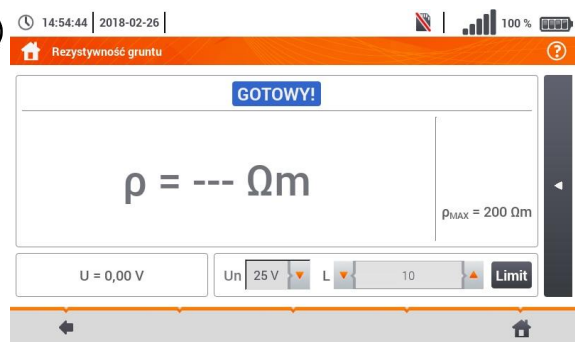 14:54:44 2018-02-26 100 %
Rezystywność gruntu ?
GOTOWY!
ρ = --- Ωm
ρMAX = 200 Ωm
U = 0,00 V Un 25 V L 10 Limit